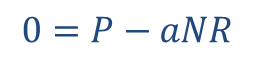 0 = P − aNR